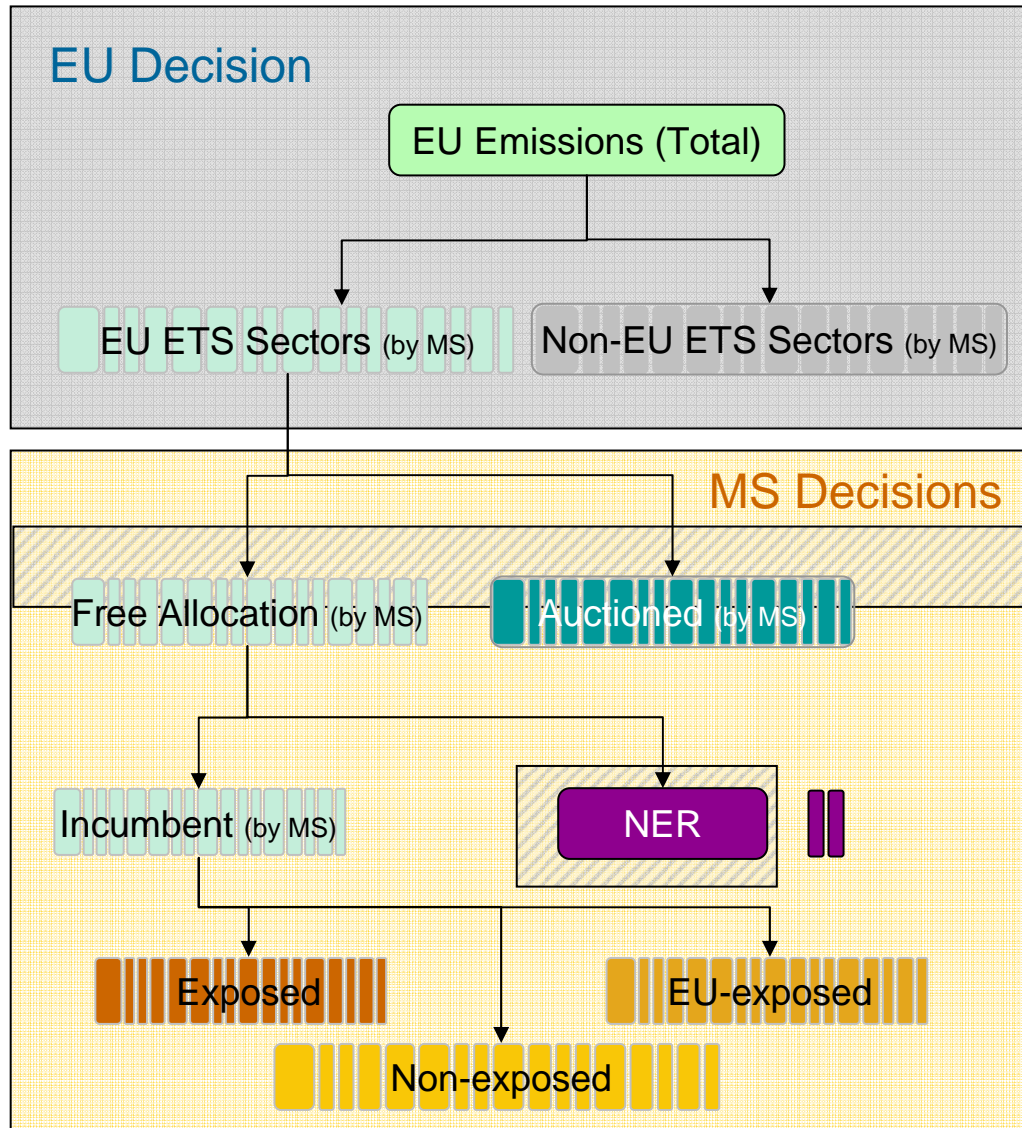 EU Decision
EU Emissions (Total)
EU ETS Sectors (by MS)
Non-EU ETS Sectors (by MS)
MS Decisions
Free Allocation (by MS)
Auctioned (by MS)
Incumbent (by MS)
NER
Exposed
EU-exposed
Non-exposed